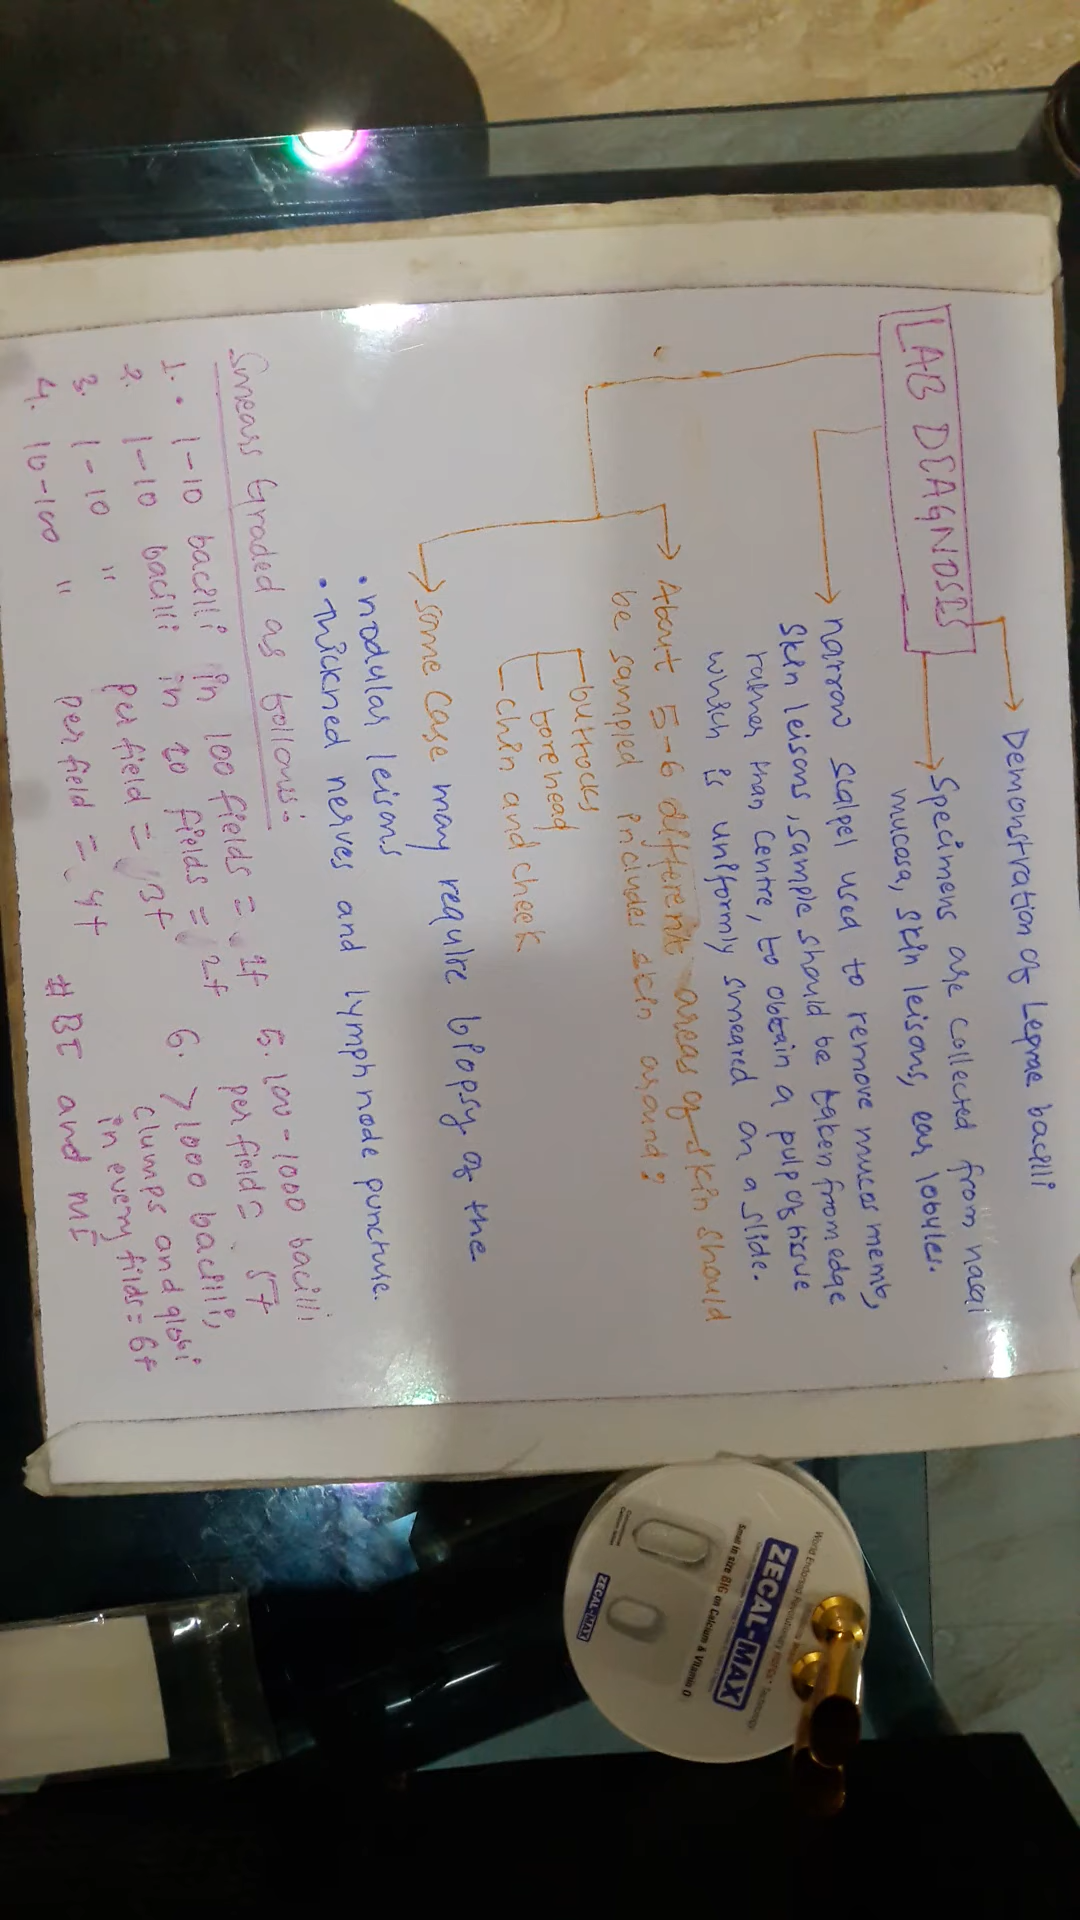 LAB DIAGNOSIS
Demonstration of Leprae bacilli
Specimens are collected from nasal
mucosa, skin leisons, ear lobules.
narrow scalpel used to remove mucos memb,
skin leisons, sample should be taken from edge
rather than centre, to obtain a pulp of tissue
which is uniformly smeared on a slide.
About 5-6 different areas of skin should
be sampled includes skin around:
buttocks
forehead
chin and cheek
some case may require biopsy of the
• nodular leisons
• thickned nerves and lymph node puncture.
Smears Graded as follows:-
1. • 1-10 bacilli in 100 fields = 1+
2. 1-10 bacilli in 10 fields = 2+
3. 1-10 " per field = 3+
4. 10-100 " per field = 4+
5. 100-1000 bacilli
per field = 5+
6. >1000 bacilli,
clumps and globi
in every filds = 6+
# BI and MI
World Endorsed Revolutionary
ZECAL-MAX
Small in size BIG on Calcium & Vitamin D
ZECAL-MAX